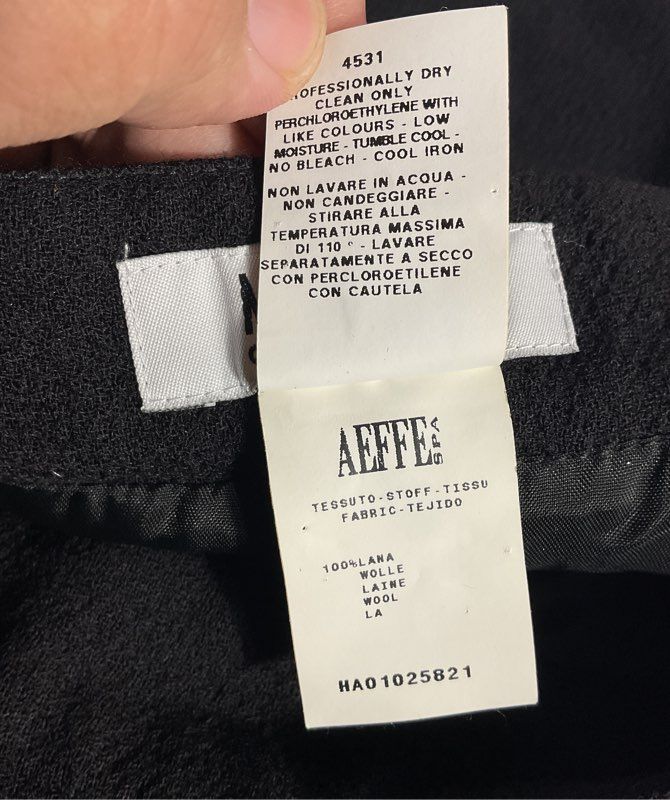 4531
PROFESSIONALLY DRY
CLEAN ONLY
PERCHLOROETHYLENE WITH
LIKE COLOURS - LOW
MOISTURE - TUMBLE COOL -
NO BLEACH - COOL IRON
NON LAVARE IN ACQUA -
NON CANDEGGIARE -
STIRARE ALLA
TEMPERATURA MASSIMA
DI 110 ° - LAVARE
SEPARATAMENTE A SECCO
CON PERCLOROETILENE
CON CAUTELA
AEFFE SPA
TESSUTO-STOFF-TISSU
FABRIC-TEJIDO
100%LANA
WOLLE
LAINE
WOOL
LA
HA01025821